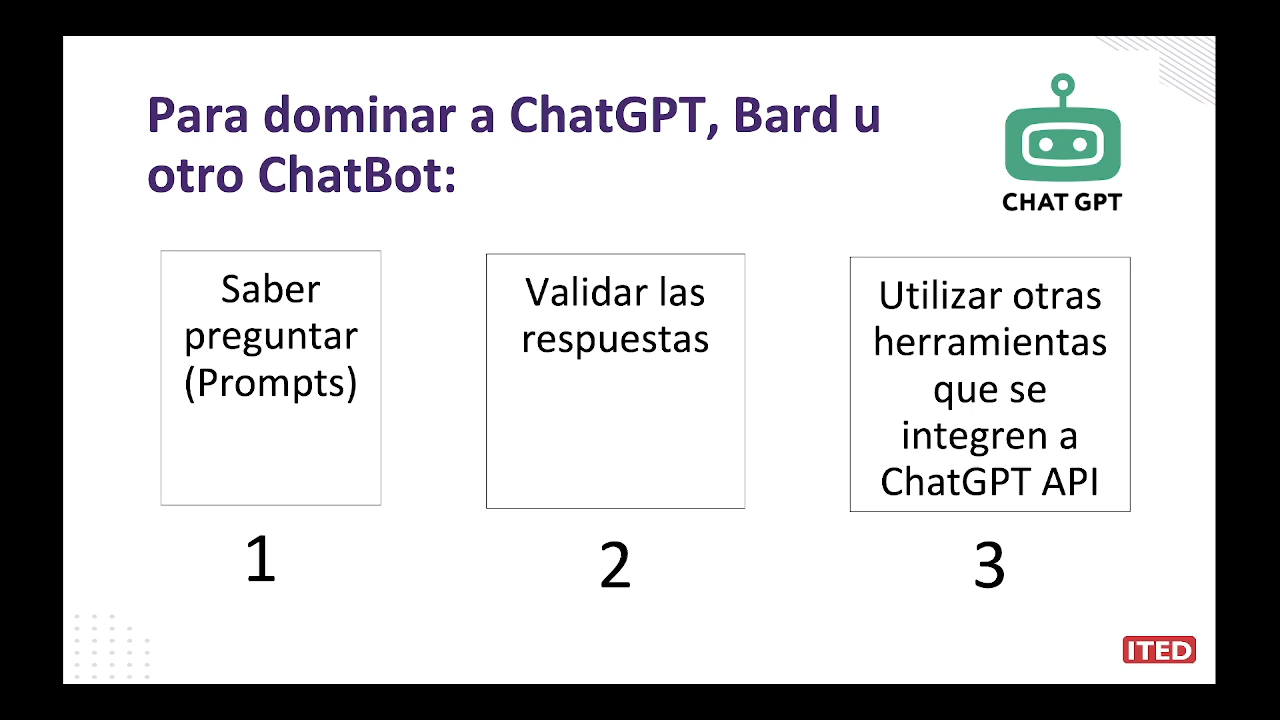 Para dominar a ChatGPT, Bard u
otro ChatBot:
CHAT GPT
Saber
preguntar
(Prompts)
Validar las
respuestas
Utilizar otras
herramientas
que se
integren a
ChatGPT API
1
2
3
ITED